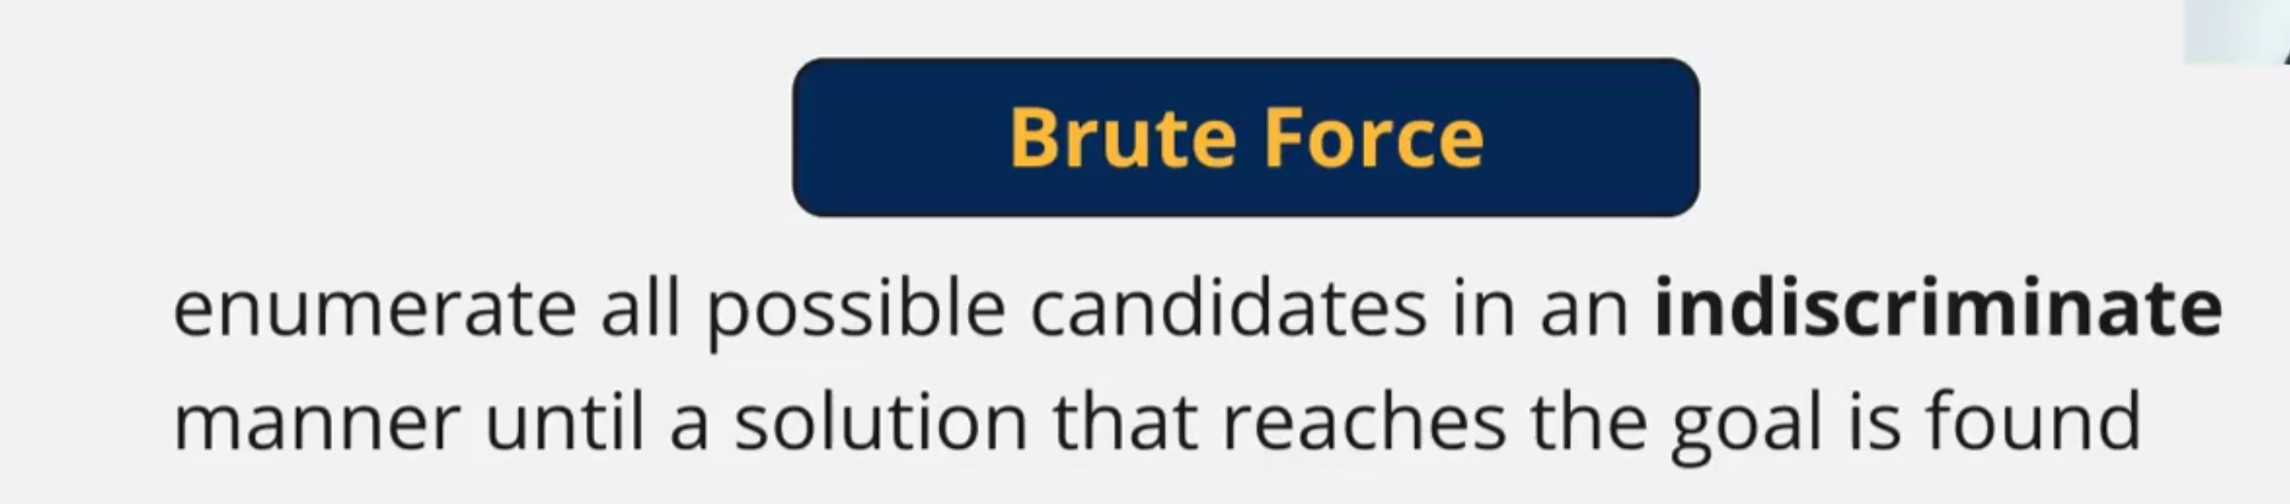 Brute Force
enumerate all possible candidates in an indiscriminate
manner until a solution that reaches the goal is found